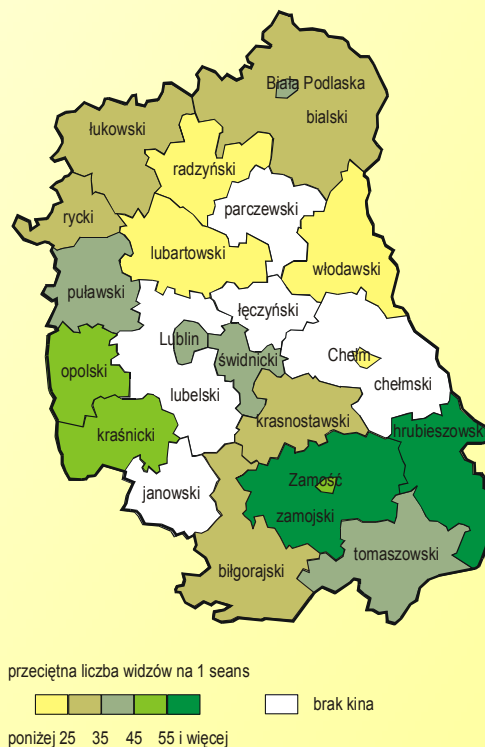 Biała Podlaska
bialski
łukowski
radzyński
parczewski
rycki
lubartowski
włodawski
puławski
łęczyński
Lublin
świdnicki
Chełm
opolski
lubelski
chełmski
krasnostawski
kraśnicki
hrubieszowski
Zamość
janowski
zamojski
tomaszowski
biłgorajski
przeciętna liczba widzów na 1 seans
brak kina
poniżej 25 35 45 55 i więcej